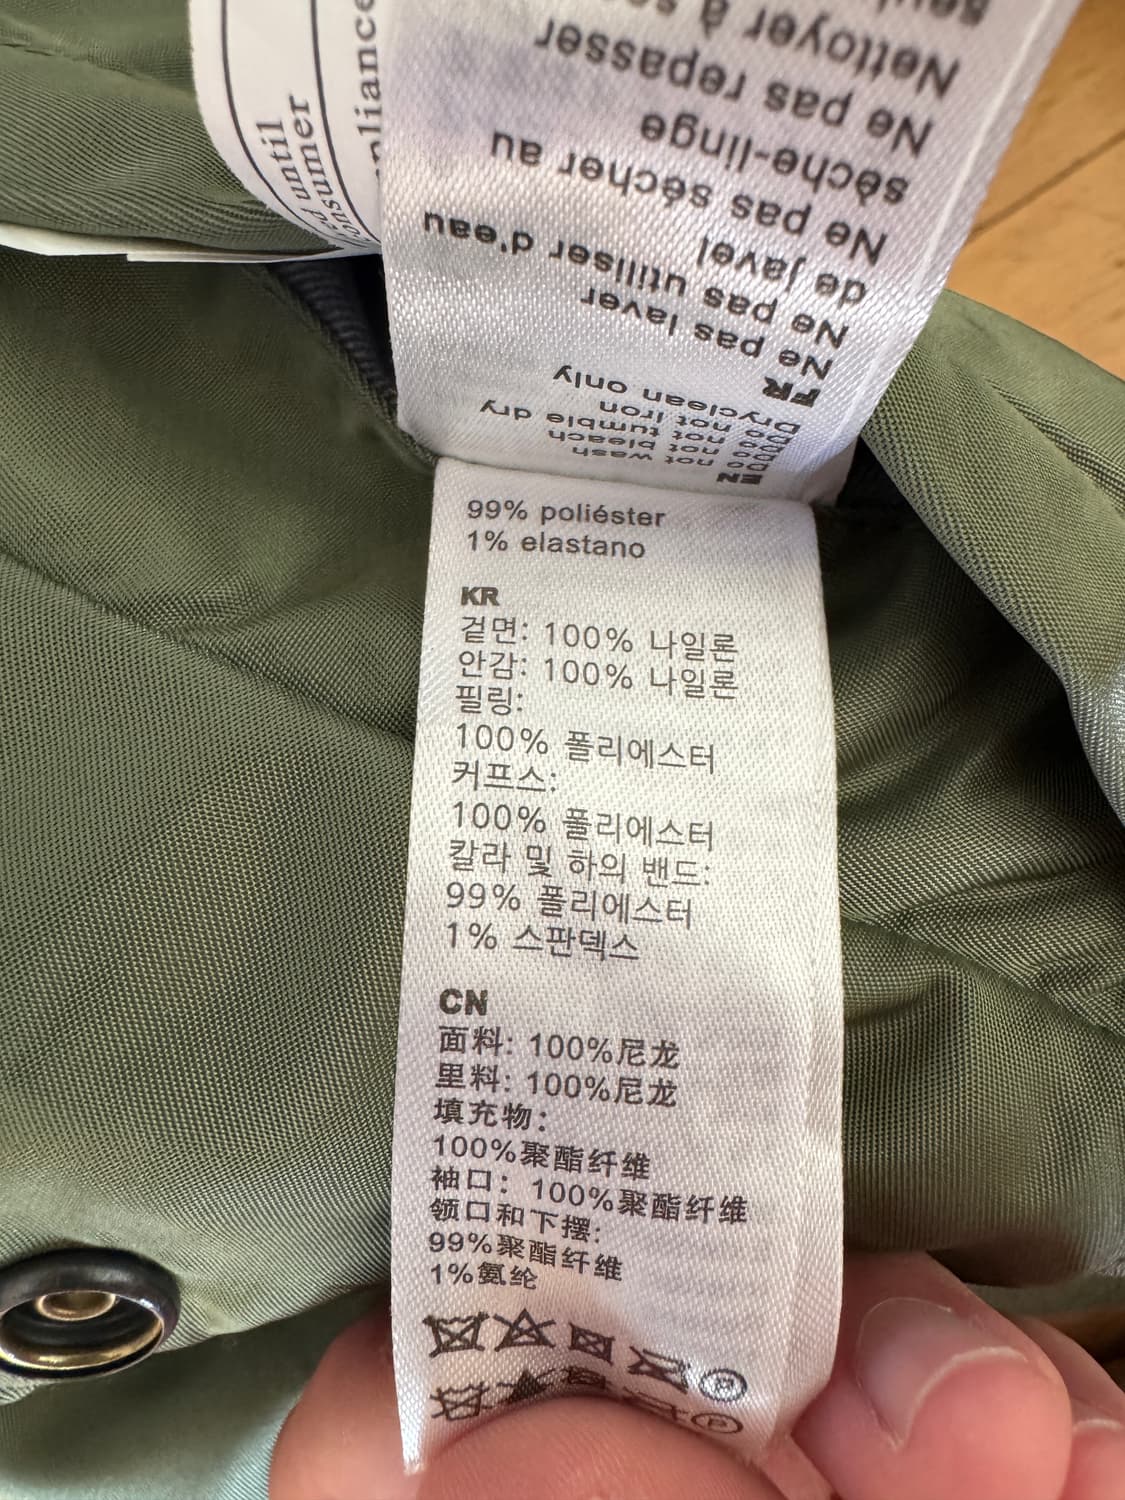 d until
onsumer
pliance
Nettoyer à se
Ne pas repasser
sèche-linge
Ne pas sécher au
de javel
Ne pas utiliser d'eau
Ne pas laver
FR
Dryclean only
Do not iron
Do not tumble dry
Do not bleach
Do not wash
EN
99% poliéster
1% elastano
KR
겉면: 100% 나일론
안감: 100% 나일론
필링:
100% 폴리에스터
커프스:
100% 폴리에스터
칼라 및 하의 밴드:
99% 폴리에스터
1% 스판덱스
CN
面料: 100%尼龙
里料: 100%尼龙
填充物:
100%聚酯纤维
袖口: 100%聚酯纤维
领口和下摆:
99%聚酯纤维
1%氨纶
P
P